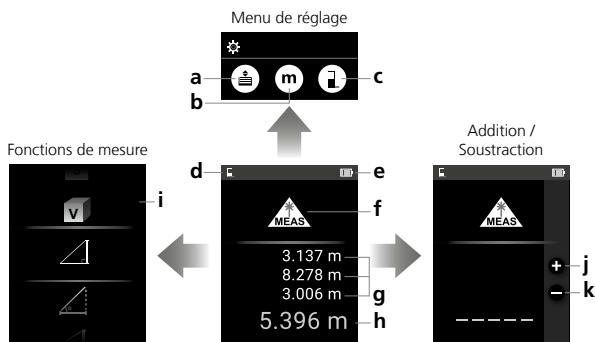 Menu de réglage
a
m
c
b
Addition /
Soustraction
Fonctions de mesure
d
e
i
V
MEAS
f
MEAS
3.137 m
8.278 m
3.006 m
g
5.396 m
h
+
j
−
k
_ _ _ _ _